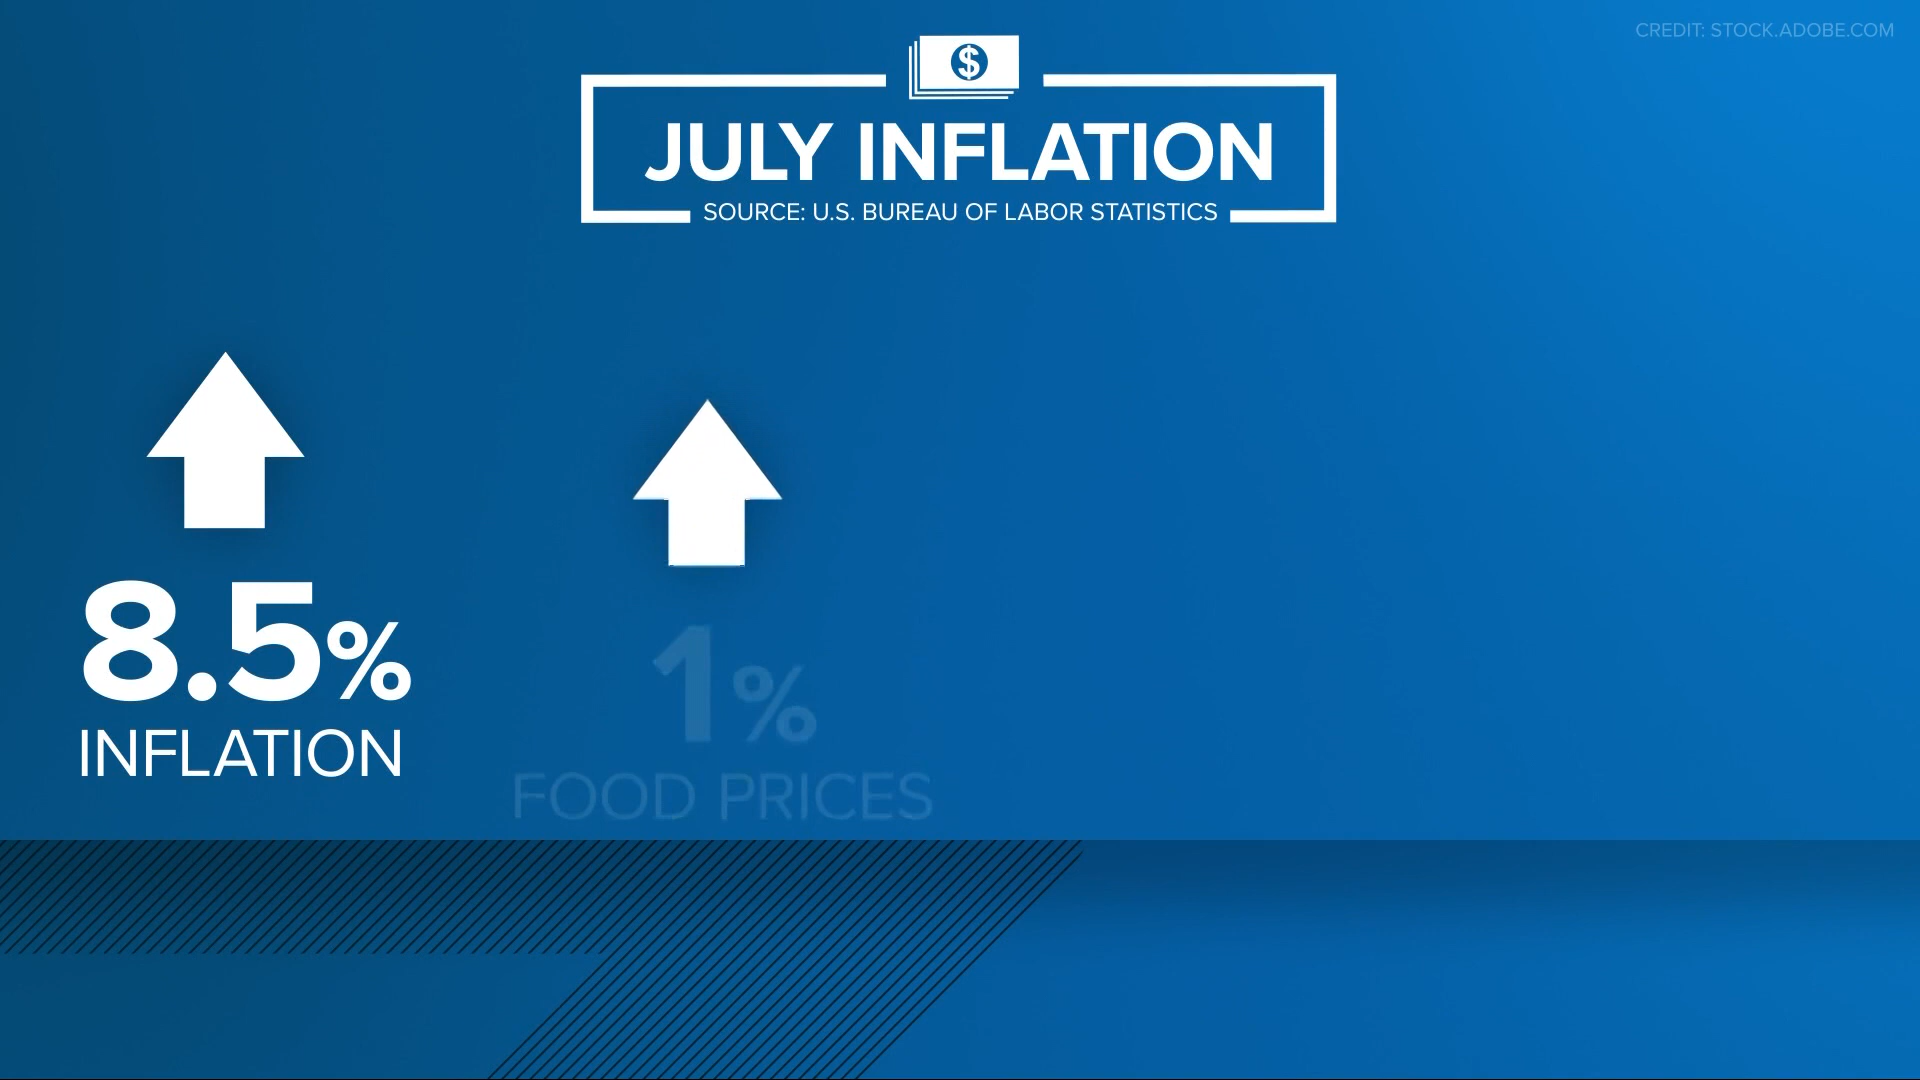 CREDIT: STOCK.ADOBE.COM
$
JULY INFLATION
SOURCE: U.S. BUREAU OF LABOR STATISTICS
8.5%
INFLATION
1%
FOOD PRICES